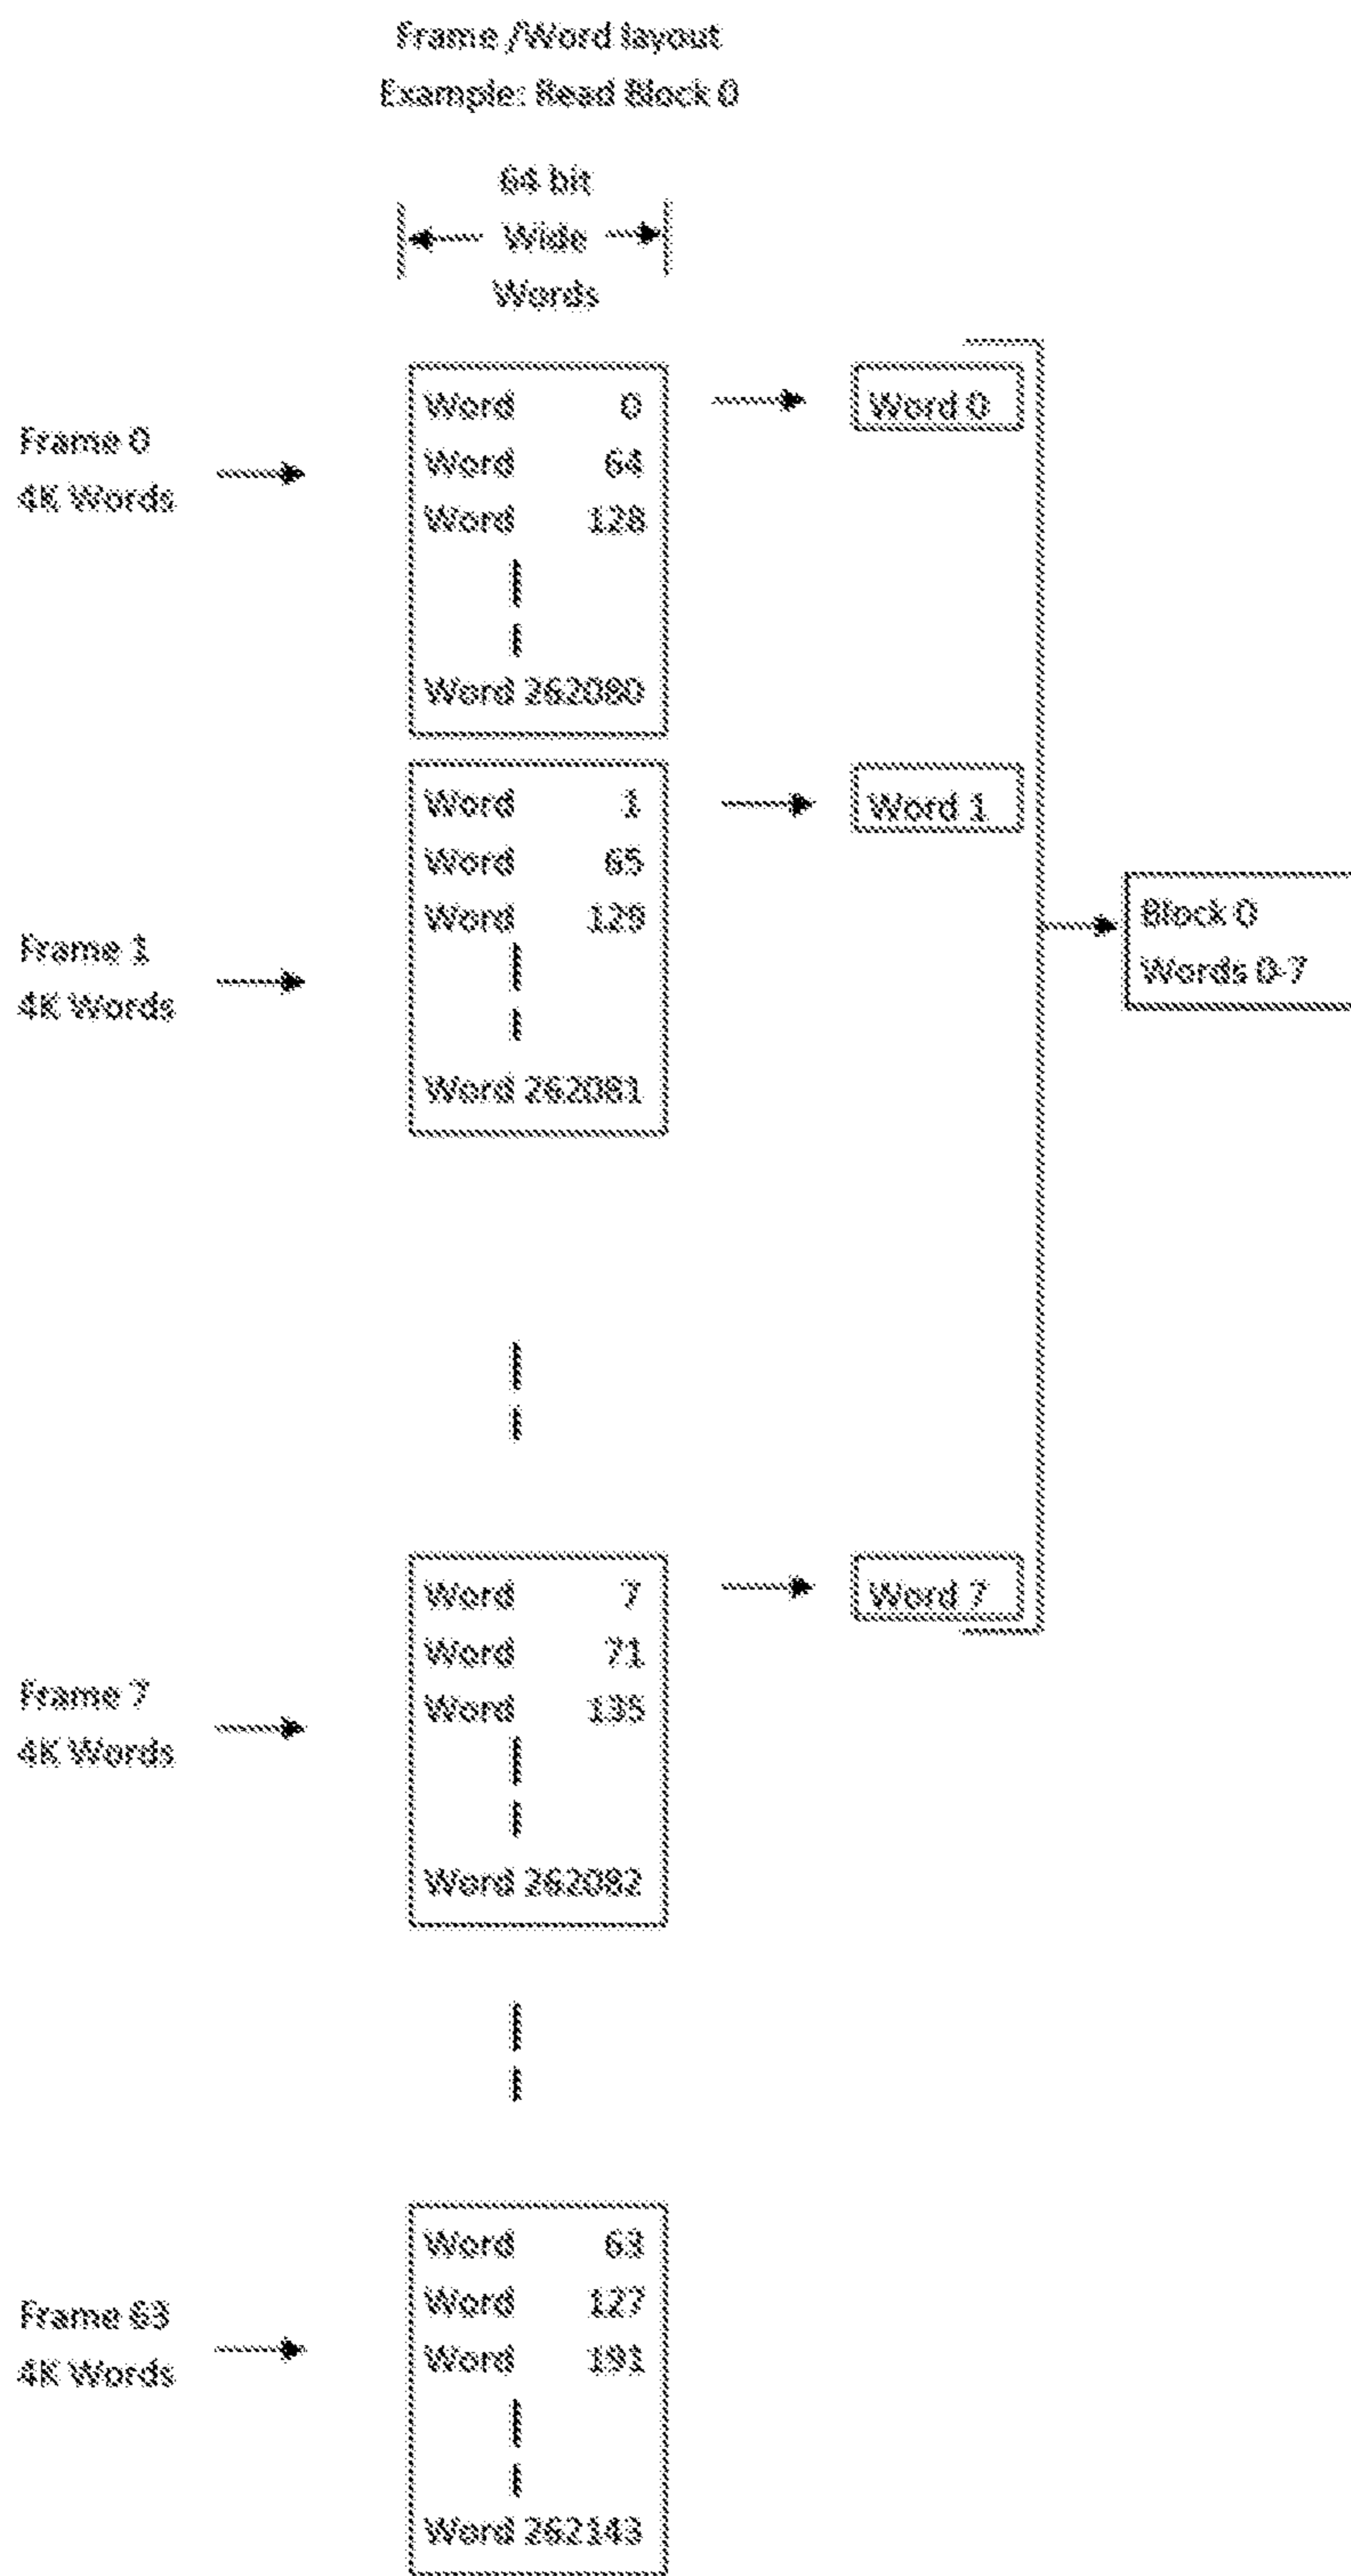 Frame /Word layout
Example: Read Block 0
64 bit
Wide
Words
Frame 0
4K Words
Word 0
Word 64
Word 128
Word 262080
Word 0
Frame 1
4K Words
Word 1
Word 65
Word 129
Word 262081
Word 1
Block 0
Words 0-7
Frame 7
4K Words
Word 7
Word 71
Word 135
Word 262082
Word 7
Frame 63
4K Words
Word 63
Word 127
Word 191
Word 262143